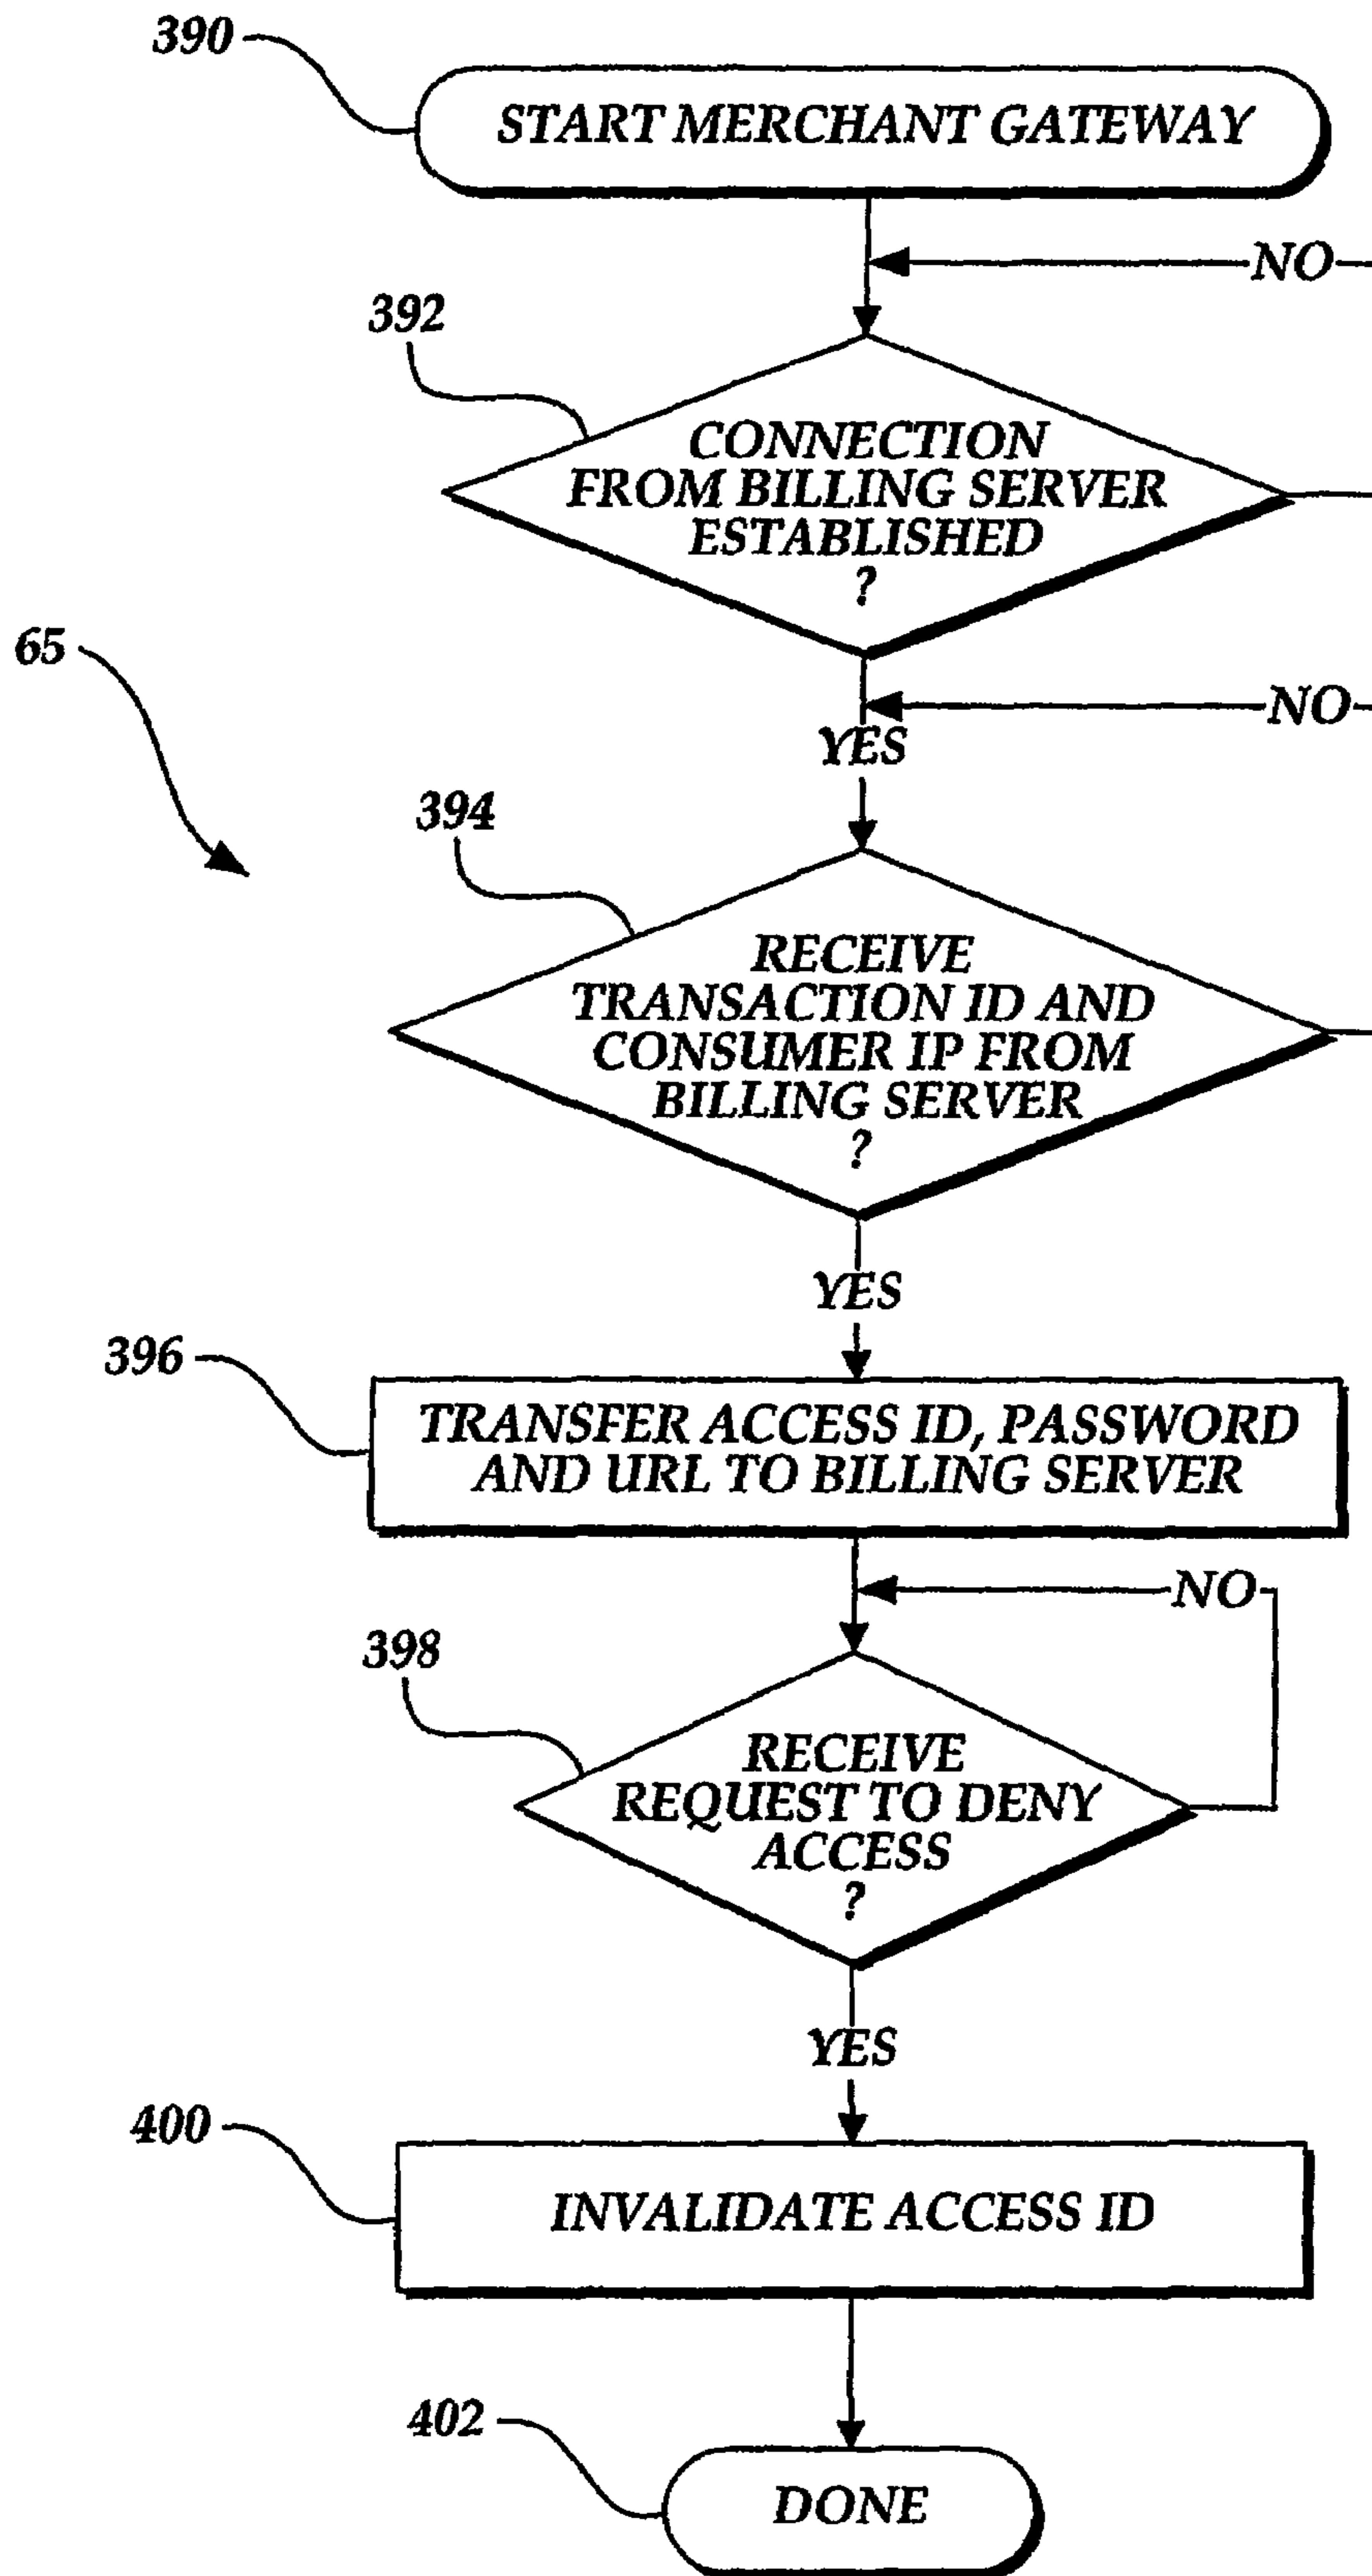 390
START MERCHANT GATEWAY
NO
392
CONNECTION
FROM BILLING SERVER
ESTABLISHED
?
65
NO
YES
394
RECEIVE
TRANSACTION ID AND
CONSUMER IP FROM
BILLING SERVER
?
YES
396
TRANSFER ACCESS ID, PASSWORD
AND URL TO BILLING SERVER
NO
398
RECEIVE
REQUEST TO DENY
ACCESS
?
YES
400
INVALIDATE ACCESS ID
402
DONE